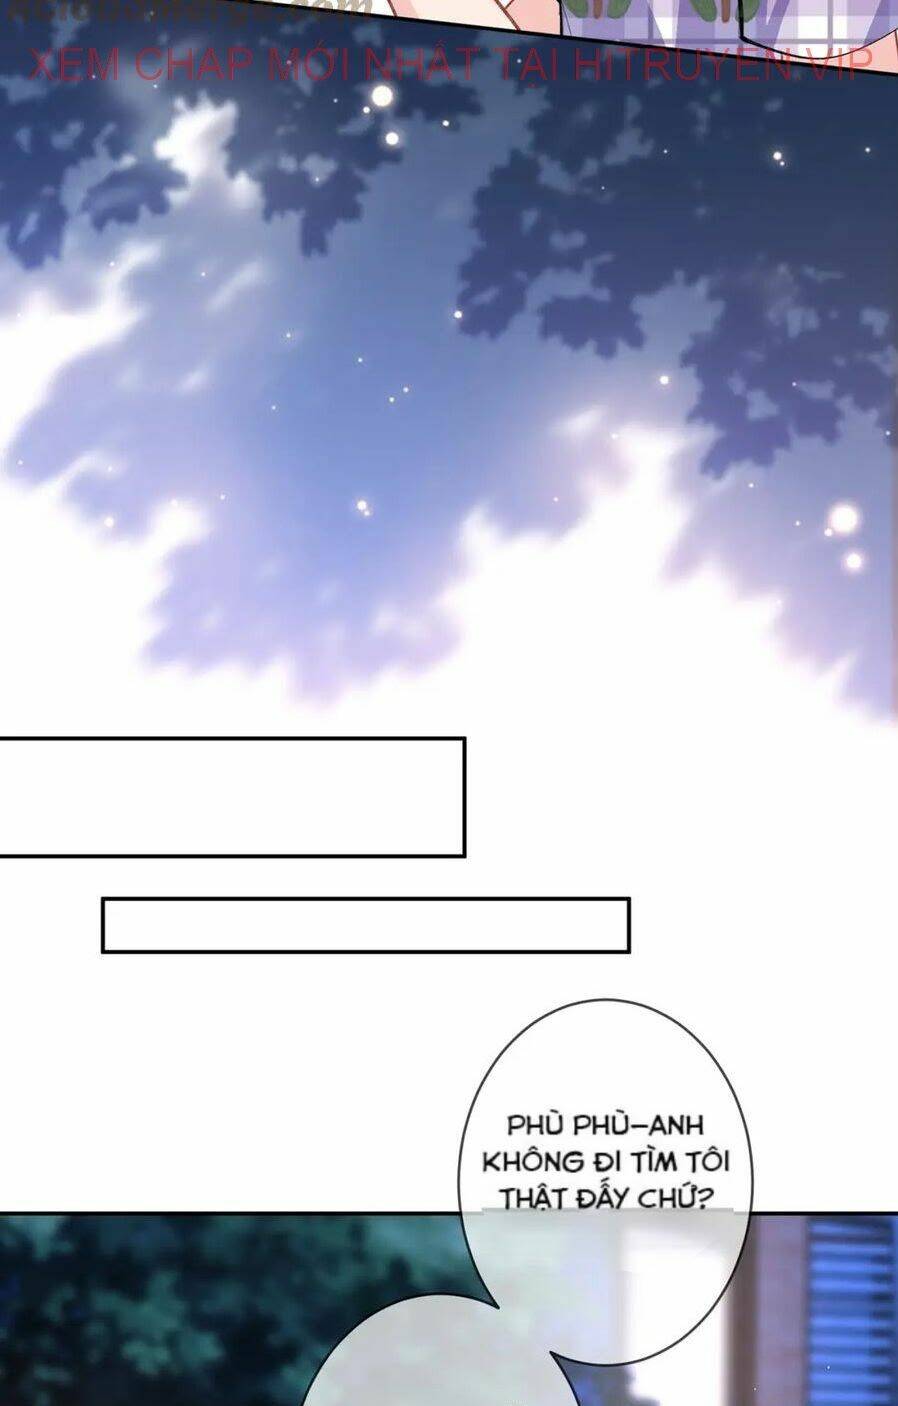 XEM CHAP MỚI NHẤT TẠI HITRUYEN.VIP
PHÙ PHÙ-ANH
KHÔNG ĐI TÌM TÔI
THẬT ĐẤY CHỨ?